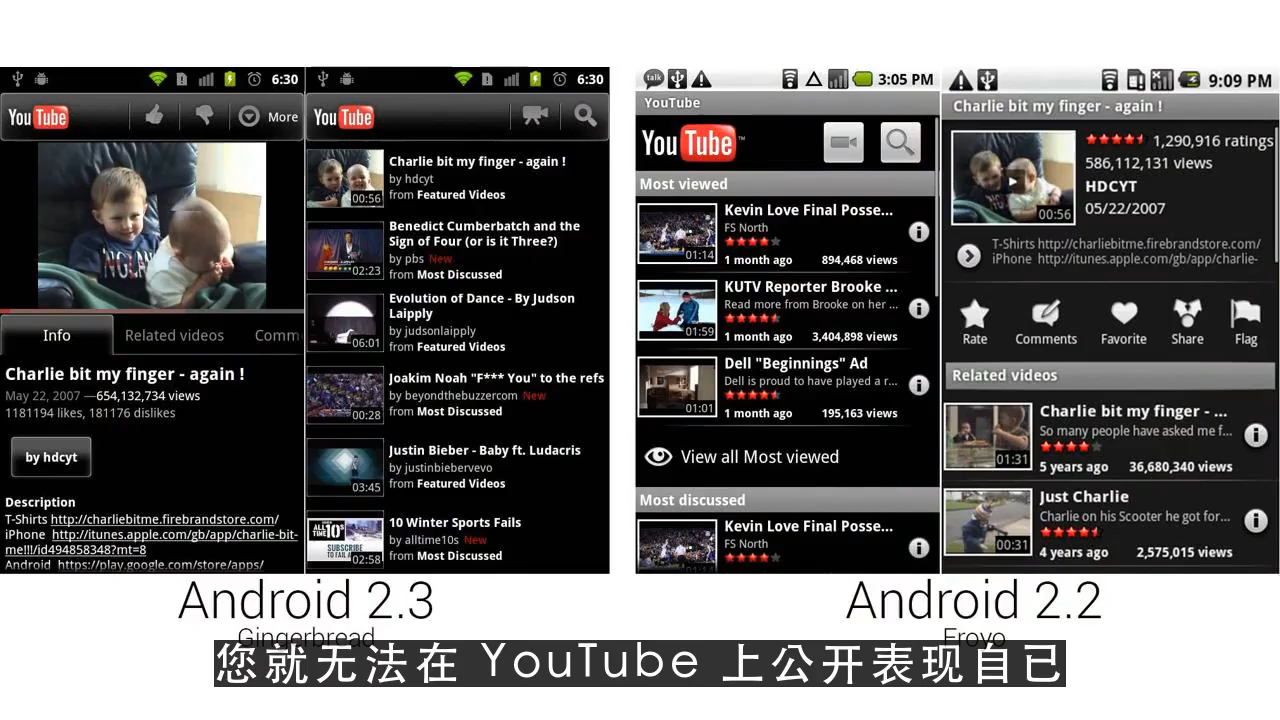 6:30
YouTube
More
Info
Related videos
Comm
Charlie bit my finger - again !
May 22, 2007 —654,132,734 views
1181194 likes, 181176 dislikes
by hdcyt
Description
T-Shirts http://charliebitme.firebrandstore.com/
iPhone http://itunes.apple.com/gb/app/charlie-bit-
me!!!/id494858348?mt=8
Android https://play.google.com/store/apps/
6:30
YouTube
00:56
Charlie bit my finger - again !
by hdcyt
from Featured Videos
02:23
Benedict Cumberbatch and the
Sign of Four (or is it Three?)
by pbs New
from Most Discussed
06:01
Evolution of Dance - By Judson
Laipply
by judsonlaipply
from Featured Videos
00:28
Joakim Noah "F*** You" to the refs
by beyondthebuzzercom New
from Most Discussed
03:45
Justin Bieber - Baby ft. Ludacris
by justinbiebervevo
from Featured Videos
ALL TIME 10s
SUBSCRIBE
02:58
10 Winter Sports Fails
by alltime10s New
from Most Discussed
talk
3:05 PM
YouTube
YouTube™
Most viewed
01:14
Kevin Love Final Posse...
FS North
1 month ago 894,468 views
01:59
KUTV Reporter Brooke ...
Read more from Brooke on her ...
1 month ago 3,404,898 views
01:01
Dell "Beginnings" Ad
Dell is proud to have played a r...
1 month ago 195,163 views
View all Most viewed
Most discussed
01:14
Kevin Love Final Posse...
FS North
9:09 PM
Charlie bit my finger - again !
00:56
1,290,916 ratings
586,112,131 views
HDCYT
05/22/2007
T-Shirts http://charliebitme.firebrandstore.com/
iPhone http://itunes.apple.com/gb/app/charlie-
Rate
Comments
Favorite
Share
Flag
Related videos
01:31
Charlie bit my finger - ...
So many people have asked me f...
5 years ago 36,680,340 views
00:31
Just Charlie
Charlie on his Scooter he got for...
4 years ago 2,575,015 views
Android 2.3
Gingerbread
Android 2.2
Froyo
您就无法在 YouTube 上公开表现自已